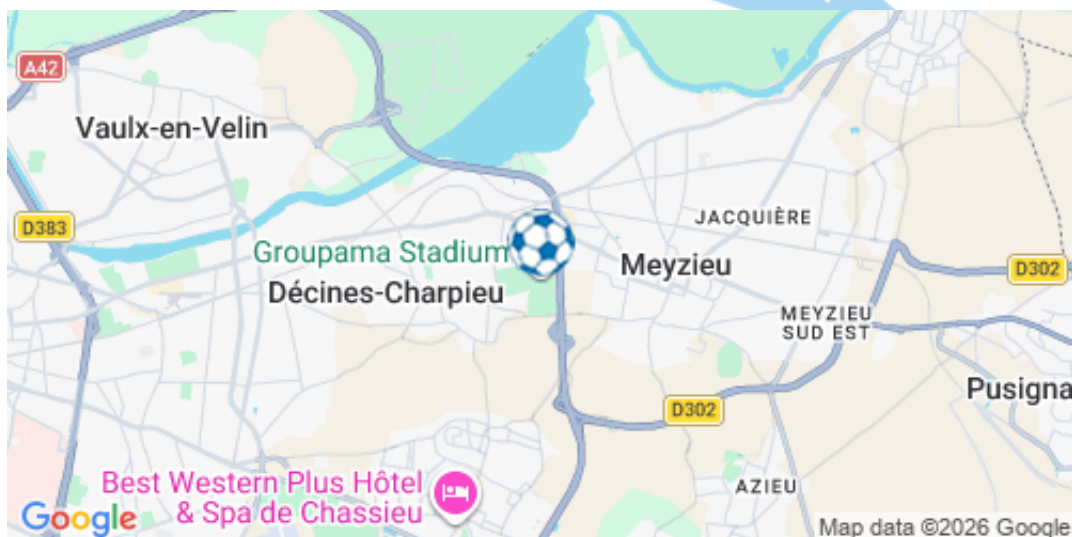 A42
Vaulx-en-Velin
D383
JACQUIÈRE
Groupama Stadium
Meyzieu
D302
Décines-Charpieu
MEYZIEU
SUD EST
Pusigna
D302
Best Western Plus Hôtel
& Spa de Chassieu
AZIEU
Google
Map data ©2026 Google